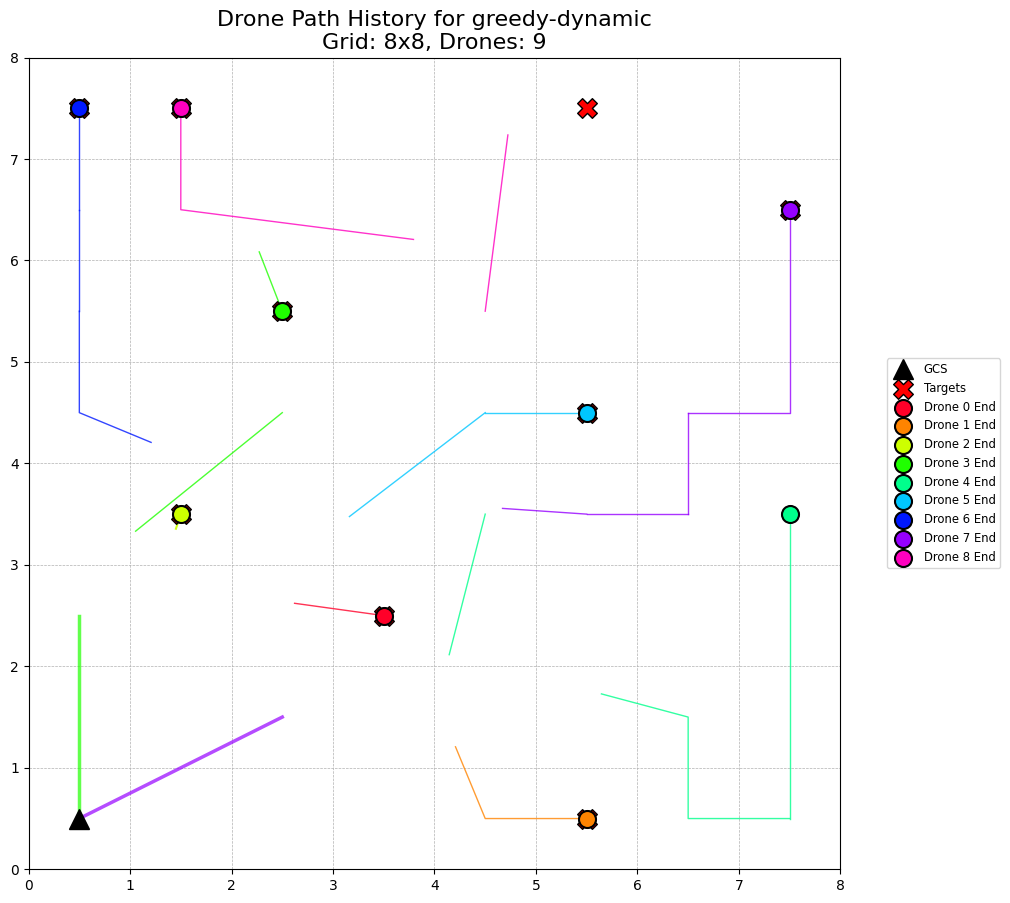 Drone Path History for greedy-dynamic
Grid: 8x8, Drones: 9
8
7
6
5
4
3
2
1
0
0 1 2 3 4 5 6 7 8
GCS
Targets
Drone 0 End
Drone 1 End
Drone 2 End
Drone 3 End
Drone 4 End
Drone 5 End
Drone 6 End
Drone 7 End
Drone 8 End